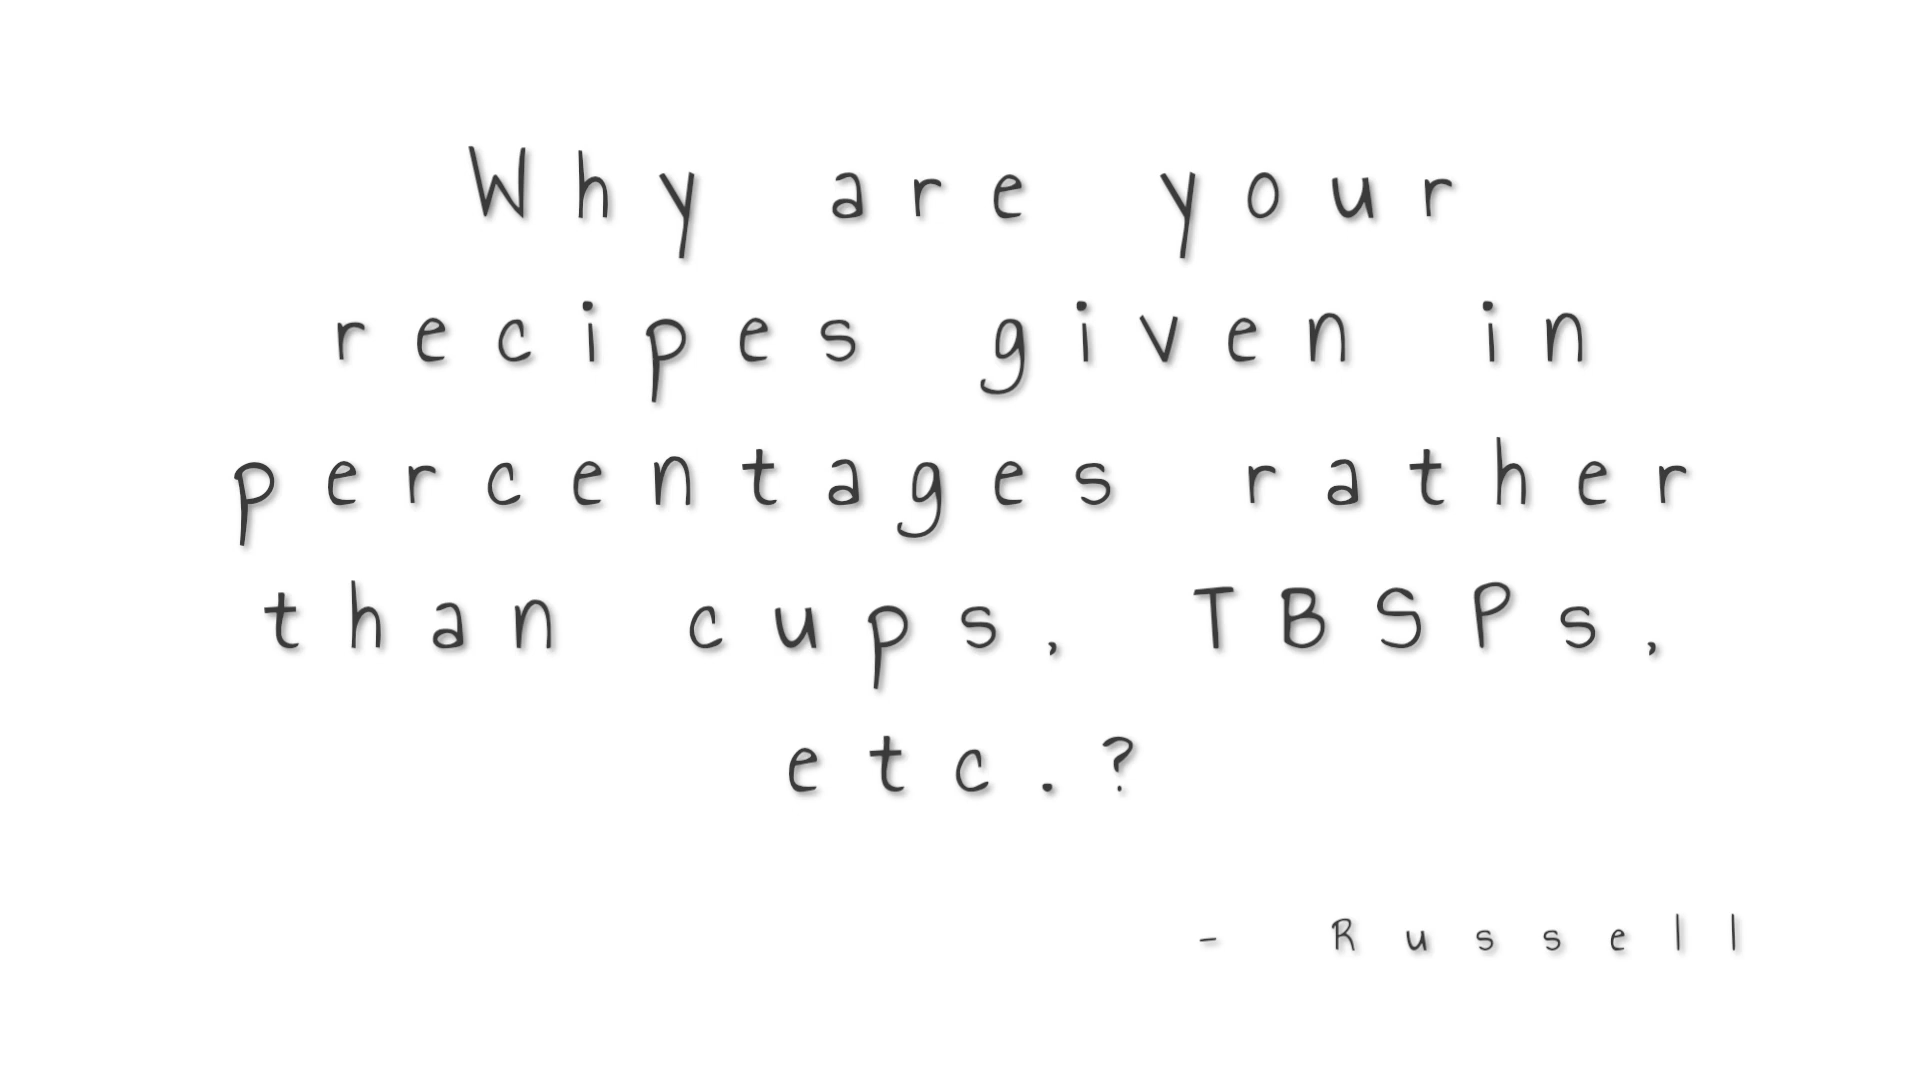 Why are your
recipes given in
percentages rather
than cups, TBSPs,
etc.?
- Russell